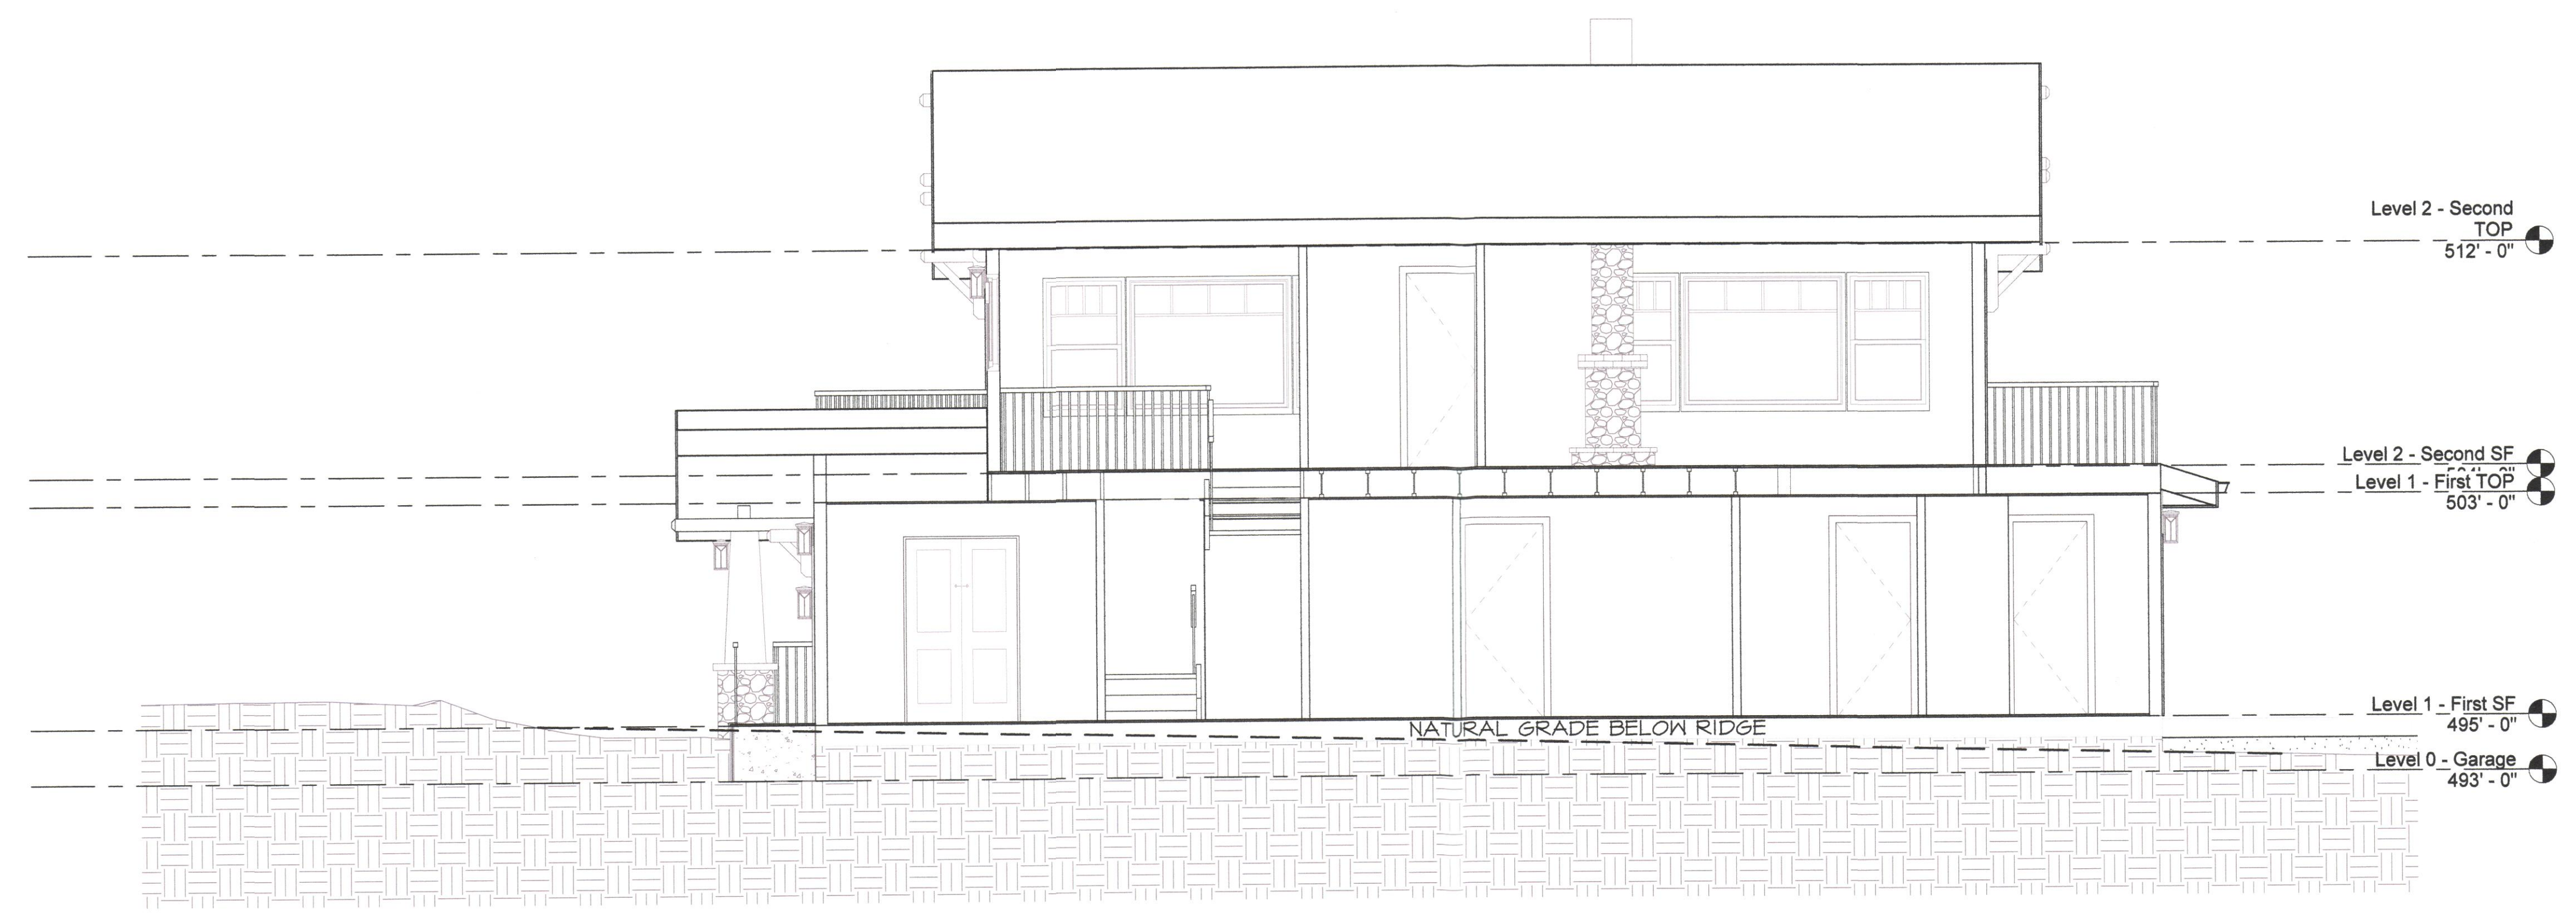 Level 2 - Second
TOP
512' - 0"
Level 2 - Second SF
Level 1 - First TOP
503' - 0"
Level 1 - First SF
495' - 0"
NATURAL GRADE BELOW RIDGE
Level 0 - Garage
493' - 0"